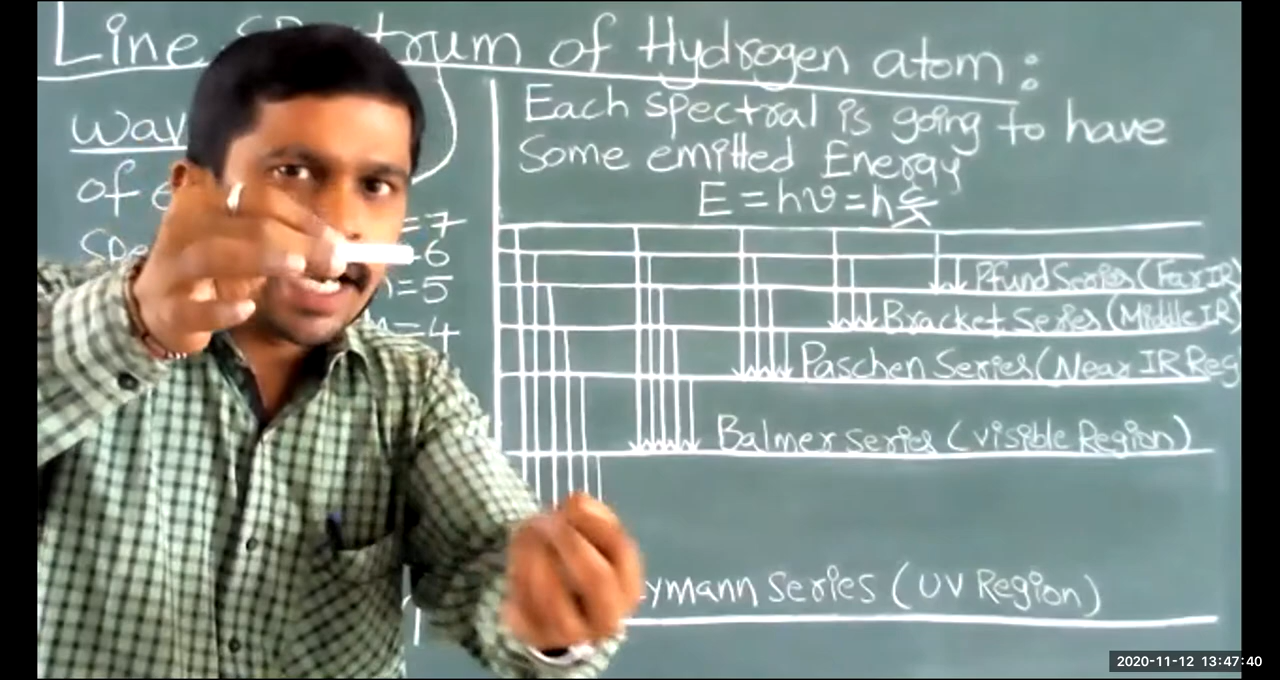 Line Spectrum of Hydrogen atom:
Each spectral is going to have
Some emitted Energy
E = hν = h c/λ
of
=7
=6
n=5
n=4
Pfund Series (Far IR)
Bracket Series (Middle IR)
Paschen Series (Near IR Reg
Balmer series (visible Region)
ymann series (UV Region)
2020-11-12 13:47:40